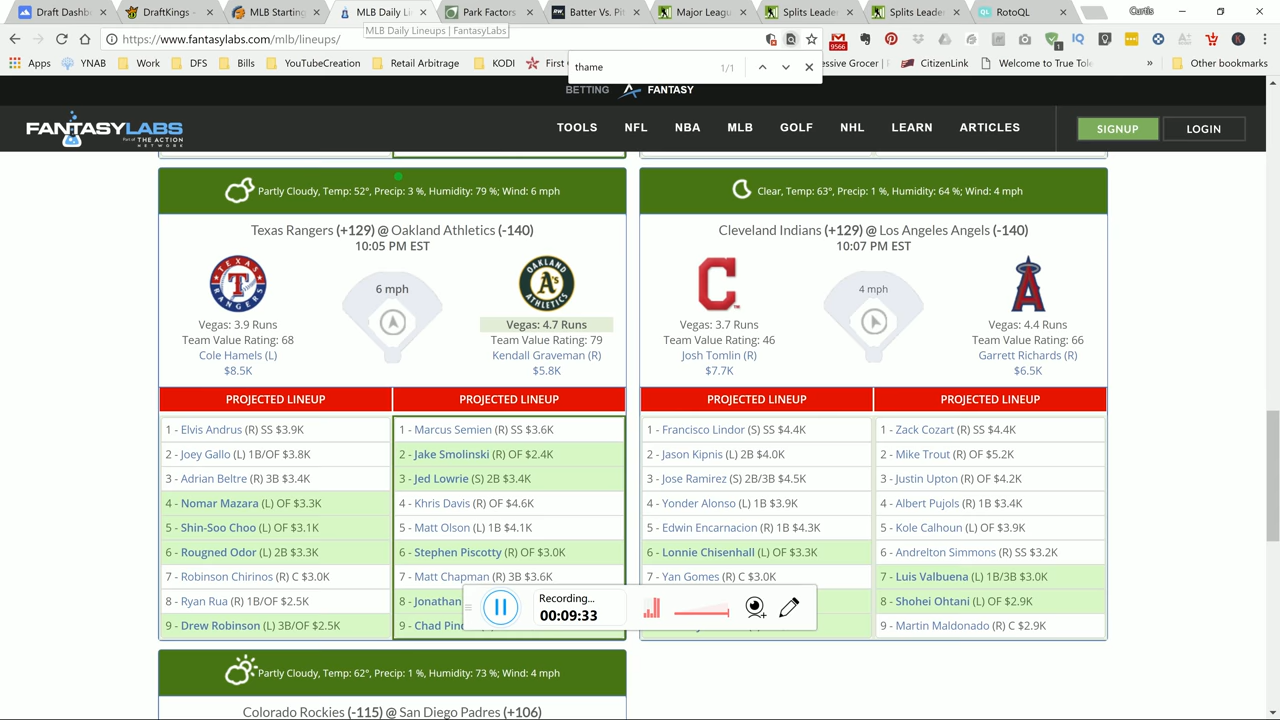 Draft Dashb
DraftKings -
MLB Starting
MLB Daily Li
Park Factors
Batter Vs. Pit
Major Leagu
Splits Leader
Splits Leader
RotoQL
Curtis
https://www.fantasylabs.com/mlb/lineups/
MLB Daily Lineups | FantasyLabs
9566
Apps
YNAB
Work
DFS
Bills
YouTubeCreation
Retail Arbitrage
KODI
First
thame
1/1
essive Grocer |
CitizenLink
Welcome to True Tole
»
Other bookmarks
BETTING
FANTASY
FANTASYLABS
Part of THE ACTION NETWORK
TOOLS
NFL
NBA
MLB
GOLF
NHL
LEARN
ARTICLES
SIGNUP
LOGIN
Partly Cloudy, Temp: 52°, Precip: 3 %, Humidity: 79 %; Wind: 6 mph
Texas Rangers (+129) @ Oakland Athletics (-140)
10:05 PM EST
TEXAS RANGERS
T
6 mph
OAKLAND ATHLETICS
A's
Vegas: 3.9 Runs
Team Value Rating: 68
Cole Hamels (L)
$8.5K
Vegas: 4.7 Runs
Team Value Rating: 79
Kendall Graveman (R)
$5.8K
PROJECTED LINEUP
1 - Elvis Andrus (R) SS $3.9K
2 - Joey Gallo (L) 1B/OF $3.8K
3 - Adrian Beltre (R) 3B $3.4K
4 - Nomar Mazara (L) OF $3.3K
5 - Shin-Soo Choo (L) OF $3.1K
6 - Rougned Odor (L) 2B $3.3K
7 - Robinson Chirinos (R) C $3.0K
8 - Ryan Rua (R) 1B/OF $2.5K
9 - Drew Robinson (L) 3B/OF $2.5K
PROJECTED LINEUP
1 - Marcus Semien (R) SS $3.6K
2 - Jake Smolinski (R) OF $2.4K
3 - Jed Lowrie (S) 2B $3.4K
4 - Khris Davis (R) OF $4.6K
5 - Matt Olson (L) 1B $4.1K
6 - Stephen Piscotty (R) OF $3.0K
7 - Matt Chapman (R) 3B $3.6K
8 - Jonathan
9 - Chad Pin
Clear, Temp: 63°, Precip: 1 %, Humidity: 64 %; Wind: 4 mph
Cleveland Indians (+129) @ Los Angeles Angels (-140)
10:07 PM EST
C
4 mph
A
Vegas: 3.7 Runs
Team Value Rating: 46
Josh Tomlin (R)
$7.7K
Vegas: 4.4 Runs
Team Value Rating: 66
Garrett Richards (R)
$6.5K
PROJECTED LINEUP
1 - Francisco Lindor (S) SS $4.4K
2 - Jason Kipnis (L) 2B $4.0K
3 - Jose Ramirez (S) 2B/3B $4.5K
4 - Yonder Alonso (L) 1B $3.9K
5 - Edwin Encarnacion (R) 1B $4.3K
6 - Lonnie Chisenhall (L) OF $3.3K
7 - Yan Gomes (R) C $3.0K
PROJECTED LINEUP
1 - Zack Cozart (R) SS $4.4K
2 - Mike Trout (R) OF $5.2K
3 - Justin Upton (R) OF $4.2K
4 - Albert Pujols (R) 1B $3.4K
5 - Kole Calhoun (L) OF $3.9K
6 - Andrelton Simmons (R) SS $3.2K
7 - Luis Valbuena (L) 1B/3B $3.0K
8 - Shohei Ohtani (L) OF $2.9K
9 - Martin Maldonado (R) C $2.9K
Recording...
00:09:33
Partly Cloudy, Temp: 62°, Precip: 1 %, Humidity: 73 %; Wind: 4 mph
Colorado Rockies (-115) @ San Diego Padres (+106)